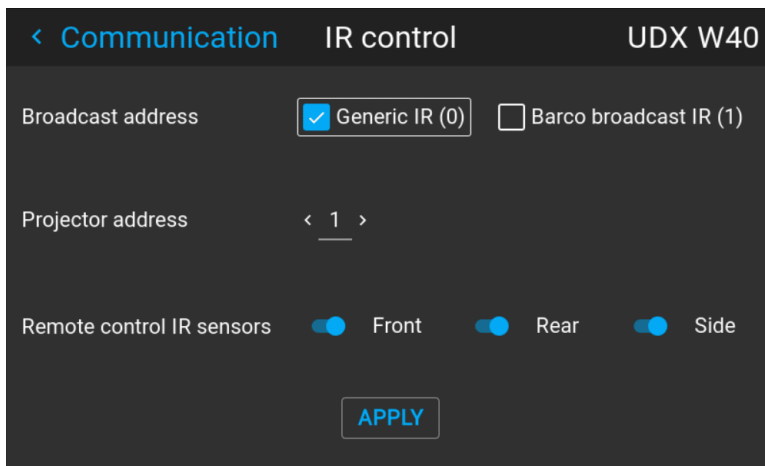 Communication IR control UDX W40
Broadcast address Generic IR (0) Barco broadcast IR (1)
Projector address 1
Remote control IR sensors Front Rear Side
APPLY